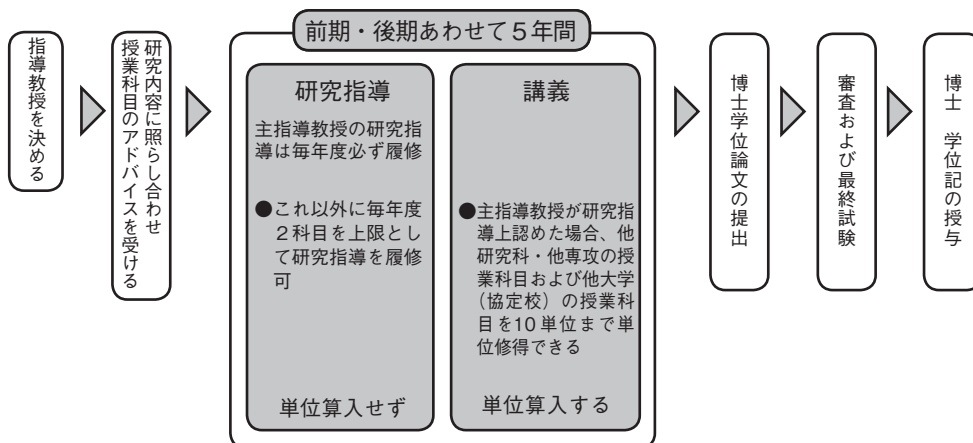 指導教授を決める
研究内容に照らし合わせ
授業科目のアドバイスを受ける
前期・後期あわせて5年間
研究指導
主指導教授の研究指
導は毎年度必ず履修
●これ以外に毎年度
2科目を上限とし
て研究指導を履修
可
単位算入せず
講義
●主指導教授が研究指
導上認めた場合、他
研究科・他専攻の授
業科目および他大学
（協定校）の授業科
目を10単位まで単
位修得できる
単位算入する
博士学位論文の提出
審査および最終試験
博士　学位記の授与